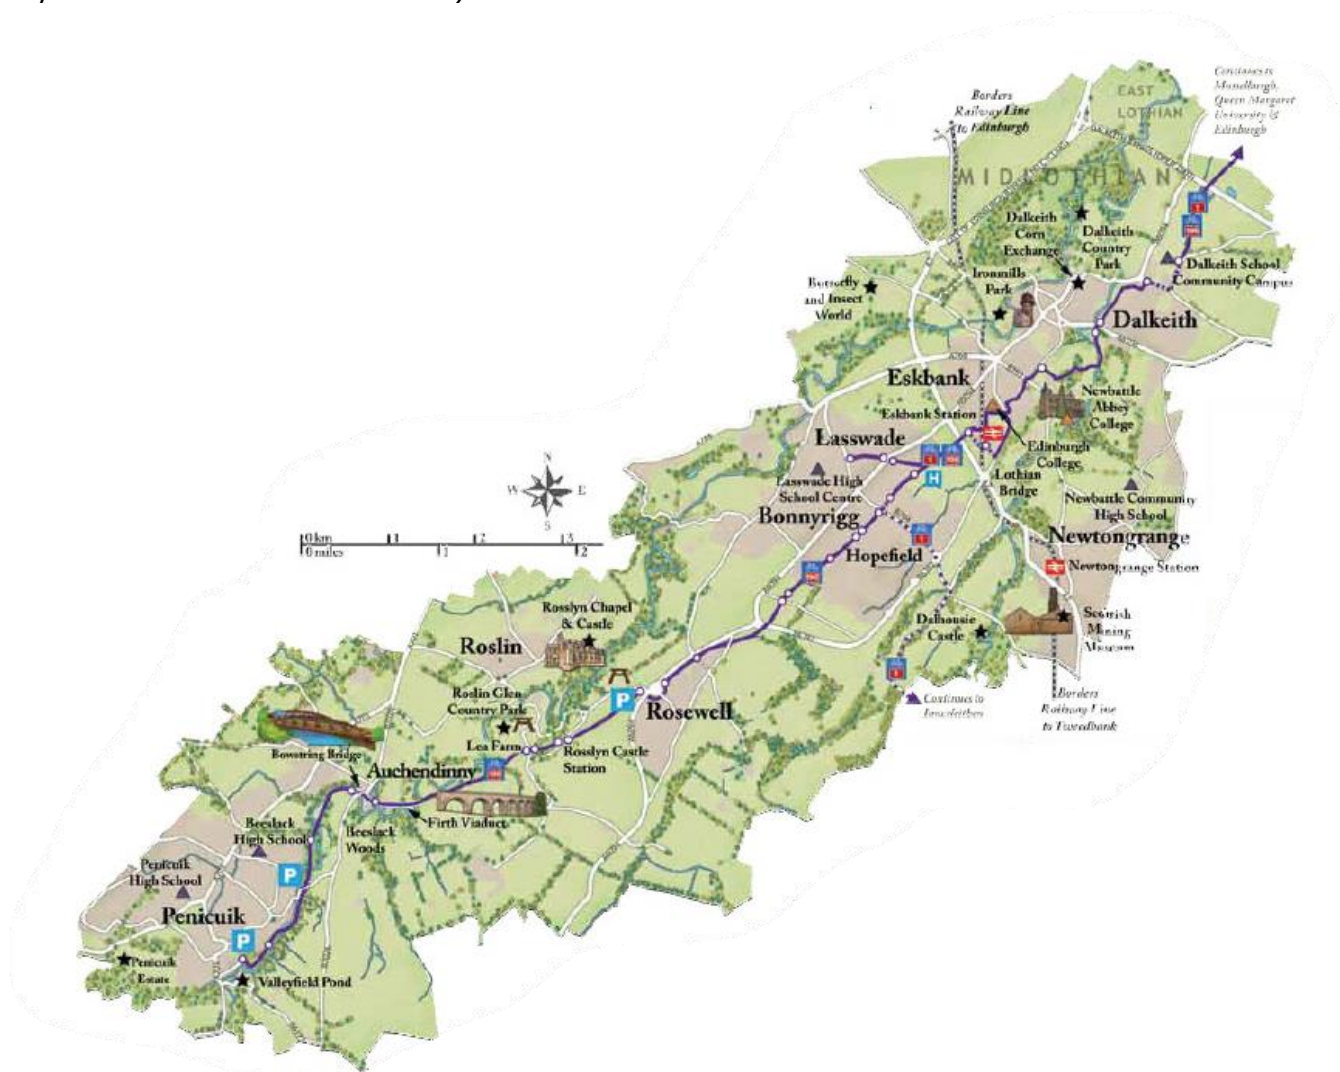 Continues to
Musselburgh,
Queen Margaret
University &
Edinburgh
EAST
LOTHIAN
Borders
Railway Line
to Edinburgh
MIDLOTHIAN
Dalkeith
Corn
Exchange
Dalkeith
Country
Park
Dalkeith School
Community Campus
Ironmills
Park
Butterfly
and Insect
World
Dalkeith
Eskbank
Newbattle
Abbey
College
Eskbank Station
Lasswade
Edinburgh
College
Lothian
Bridge
Lasswade High
School Centre
H
Newbattle Community
High School
Bonnyrigg
Newtongrange
Hopefield
Newtongrange Station
N
W E
S
0 km 1 2 3
0 miles 1 2
Rosslyn Chapel
& Castle
Dalhousie
Castle
Scottish
Mining
Museum
Roslin
Roslin Glen
Country Park
P
Rosewell
Continues to
Innerleithen
Borders
Railway Line
to Tweedbank
Lea Farm
Rosslyn Castle
Station
Bowstring Bridge
Auchendinny
Firth Viaduct
Beeslack
High School
Beeslack
Woods
P
Penicuik
High School
Penicuik
P
Penicuik
Estate
Valleyfield Pond